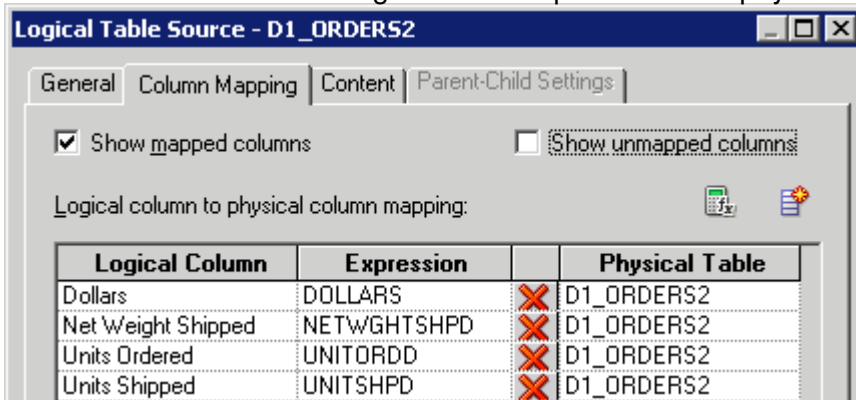 Logical Table Source - D1_ORDERS2
General Column Mapping Content Parent-Child Settings
Show mapped columns Show unmapped columns
Logical column to physical column mapping:
Logical Column Expression Physical Table
Dollars DOLLARS D1_ORDERS2
Net Weight Shipped NETWGHTSHPD D1_ORDERS2
Units Ordered UNITORDD D1_ORDERS2
Units Shipped UNITSHPD D1_ORDERS2